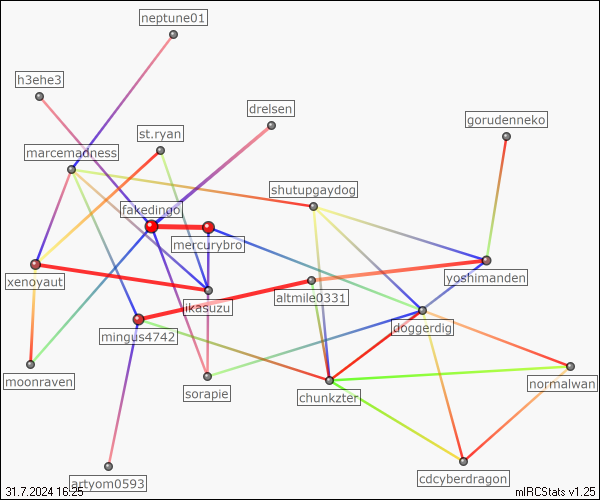 neptune01
h3ehe3
drelsen
gorudenneko
st.ryan
marcemadness
shutupgaydog
fakedingo
mercurybro
xenoyaut
yoshimanden
ikasuzu
altmile0331
mingus4742
doggerdig
moonraven
sorapie
chunkzter
normalwan
artyom0593
cdcyberdragon
31.7.2024 16:25
mIRCStats v1.25